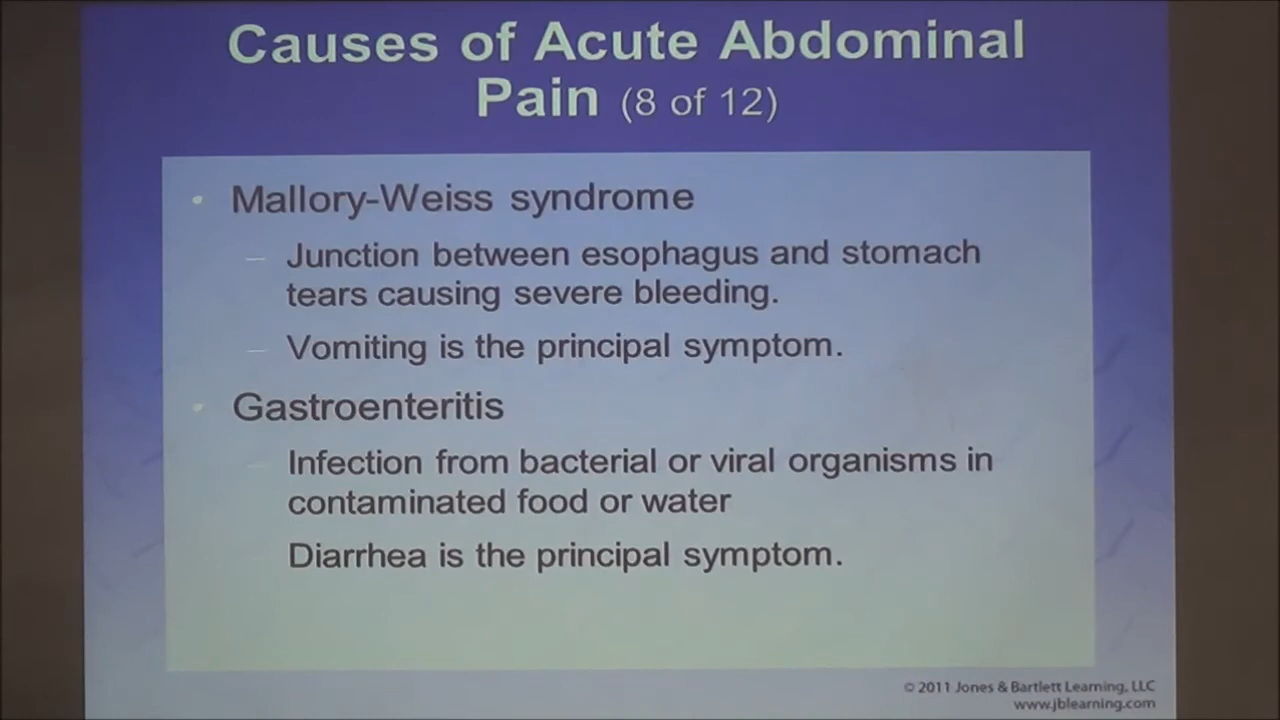 Causes of Acute Abdominal
Pain (8 of 12)
• Mallory-Weiss syndrome
– Junction between esophagus and stomach
tears causing severe bleeding.
– Vomiting is the principal symptom.
• Gastroenteritis
– Infection from bacterial or viral organisms in
contaminated food or water
Diarrhea is the principal symptom.
© 2011 Jones & Bartlett Learning, LLC
www.jblearning.com